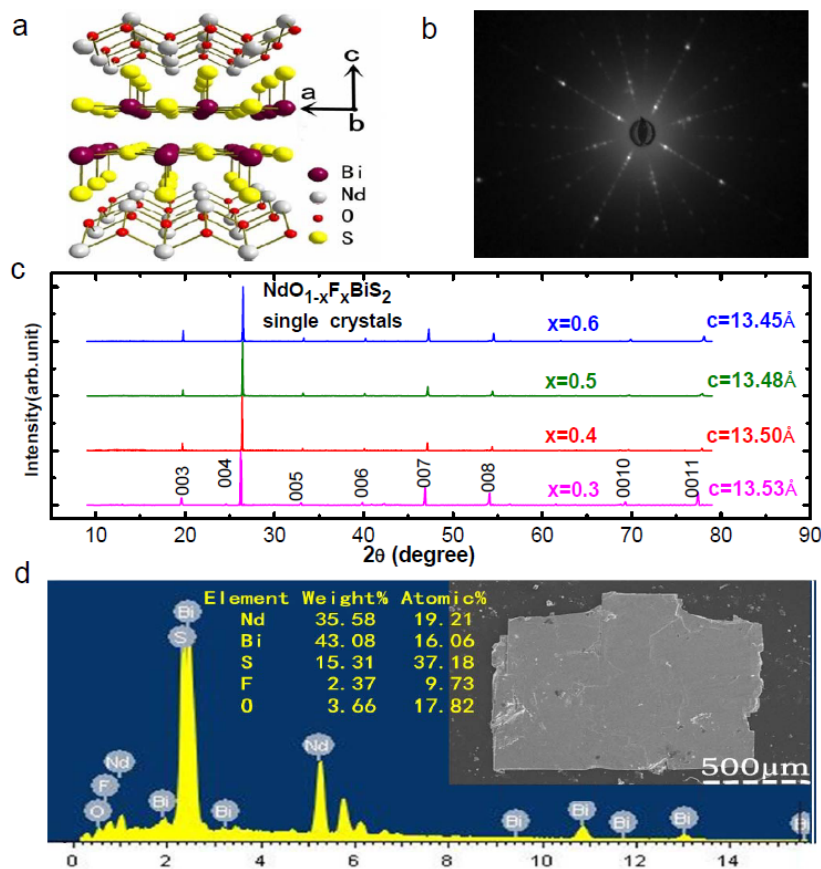 a
c
a
b
Bi
Nd
O
S
b
c
Intensity(arb.unit)
NdO1-xFxBiS2
single crystals
x=0.6 c=13.45Å
x=0.5 c=13.48Å
x=0.4 c=13.50Å
003 004 005 006 007 008 0010 0011
x=0.3 c=13.53Å
10 20 30 40 50 60 70 80 90
2θ (degree)
d
Element Weight% Atomic%
Nd 35.58 19.21
Bi 43.08 16.06
S 15.31 37.18
F 2.37 9.73
O 3.66 17.82
Bi
S
Nd
F
O
Bi
Bi
Nd
Bi
Bi
Bi
Bi
Bi
500μm
0 2 4 6 8 10 12 14